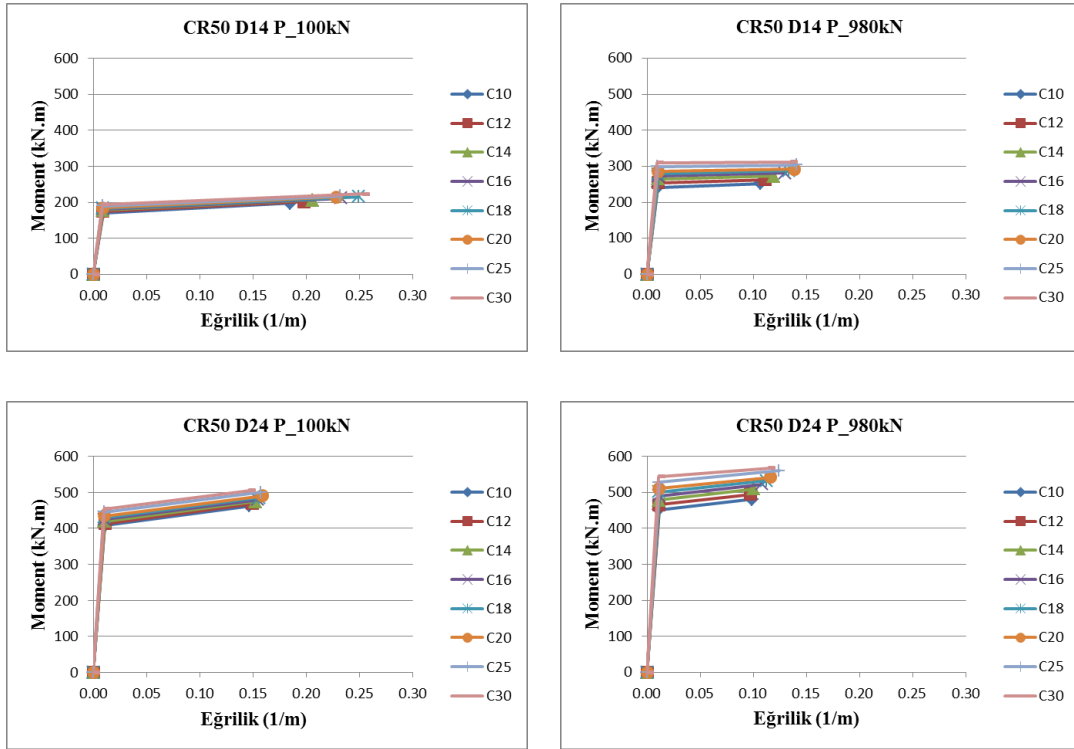 CR50 D14 P_100kN
Moment (kN.m)
600
500
400
300
200
100
0
0.00 0.05 0.10 0.15 0.20 0.25 0.30
Eğrilik (1/m)
C10
C12
C14
C16
C18
C20
C25
C30
CR50 D14 P_980kN
Moment (kN.m)
600
500
400
300
200
100
0
0.00 0.05 0.10 0.15 0.20 0.25 0.30
Eğrilik (1/m)
C10
C12
C14
C16
C18
C20
C25
C30
CR50 D24 P_100kN
Moment (kN.m)
600
500
400
300
200
100
0
0.00 0.05 0.10 0.15 0.20 0.25 0.30
Eğrilik (1/m)
C10
C12
C14
C16
C18
C20
C25
C30
CR50 D24 P_980kN
Moment (kN.m)
600
500
400
300
200
100
0
0.00 0.05 0.10 0.15 0.20 0.25 0.30
Eğrilik (1/m)
C10
C12
C14
C16
C18
C20
C25
C30